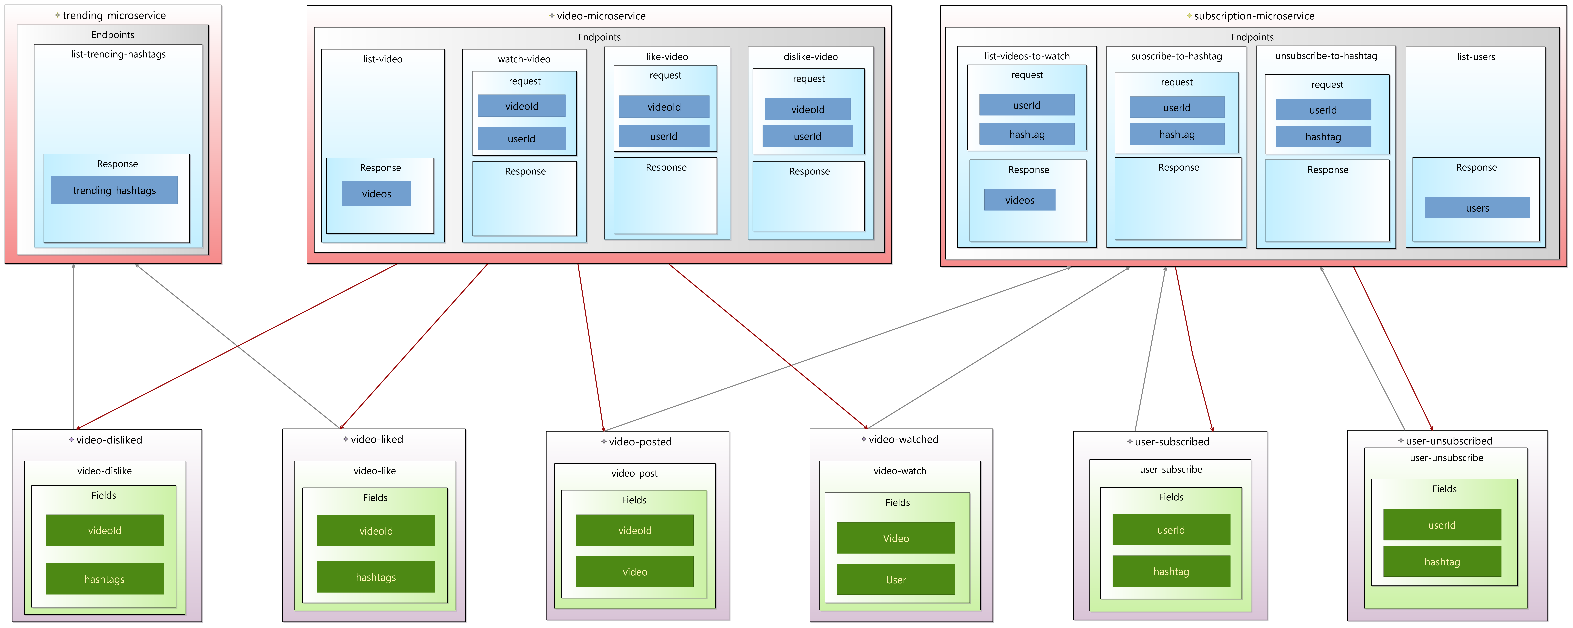 trending_microservice
Endpoints
list-trending-hashtags
Response
trending_hashtags
video-microservice
Endpoints
list-video
Response
videos
watch-video
request
videoId
userId
Response
like-video
request
videoId
userId
Response
dislike-video
request
videoId
userId
Response
subscription-microservice
Endpoints
list-videos-to-watch
request
userId
hashtag
Response
videos
subscribe-to-hashtag
request
userId
hashtag
Response
unsubscribe-to-hashtag
request
userId
hashtag
Response
list-users
Response
users
video-disliked
video-dislike
Fields
videoId
hashtags
video-liked
video-like
Fields
videoId
hashtags
video-posted
video-post
Fields
videoId
video
video-watched
video-watch
Fields
Video
User
user-subscribed
user-subscribe
Fields
userId
hashtag
user-unsubscribed
user-unsubscribe
Fields
userId
hashtag